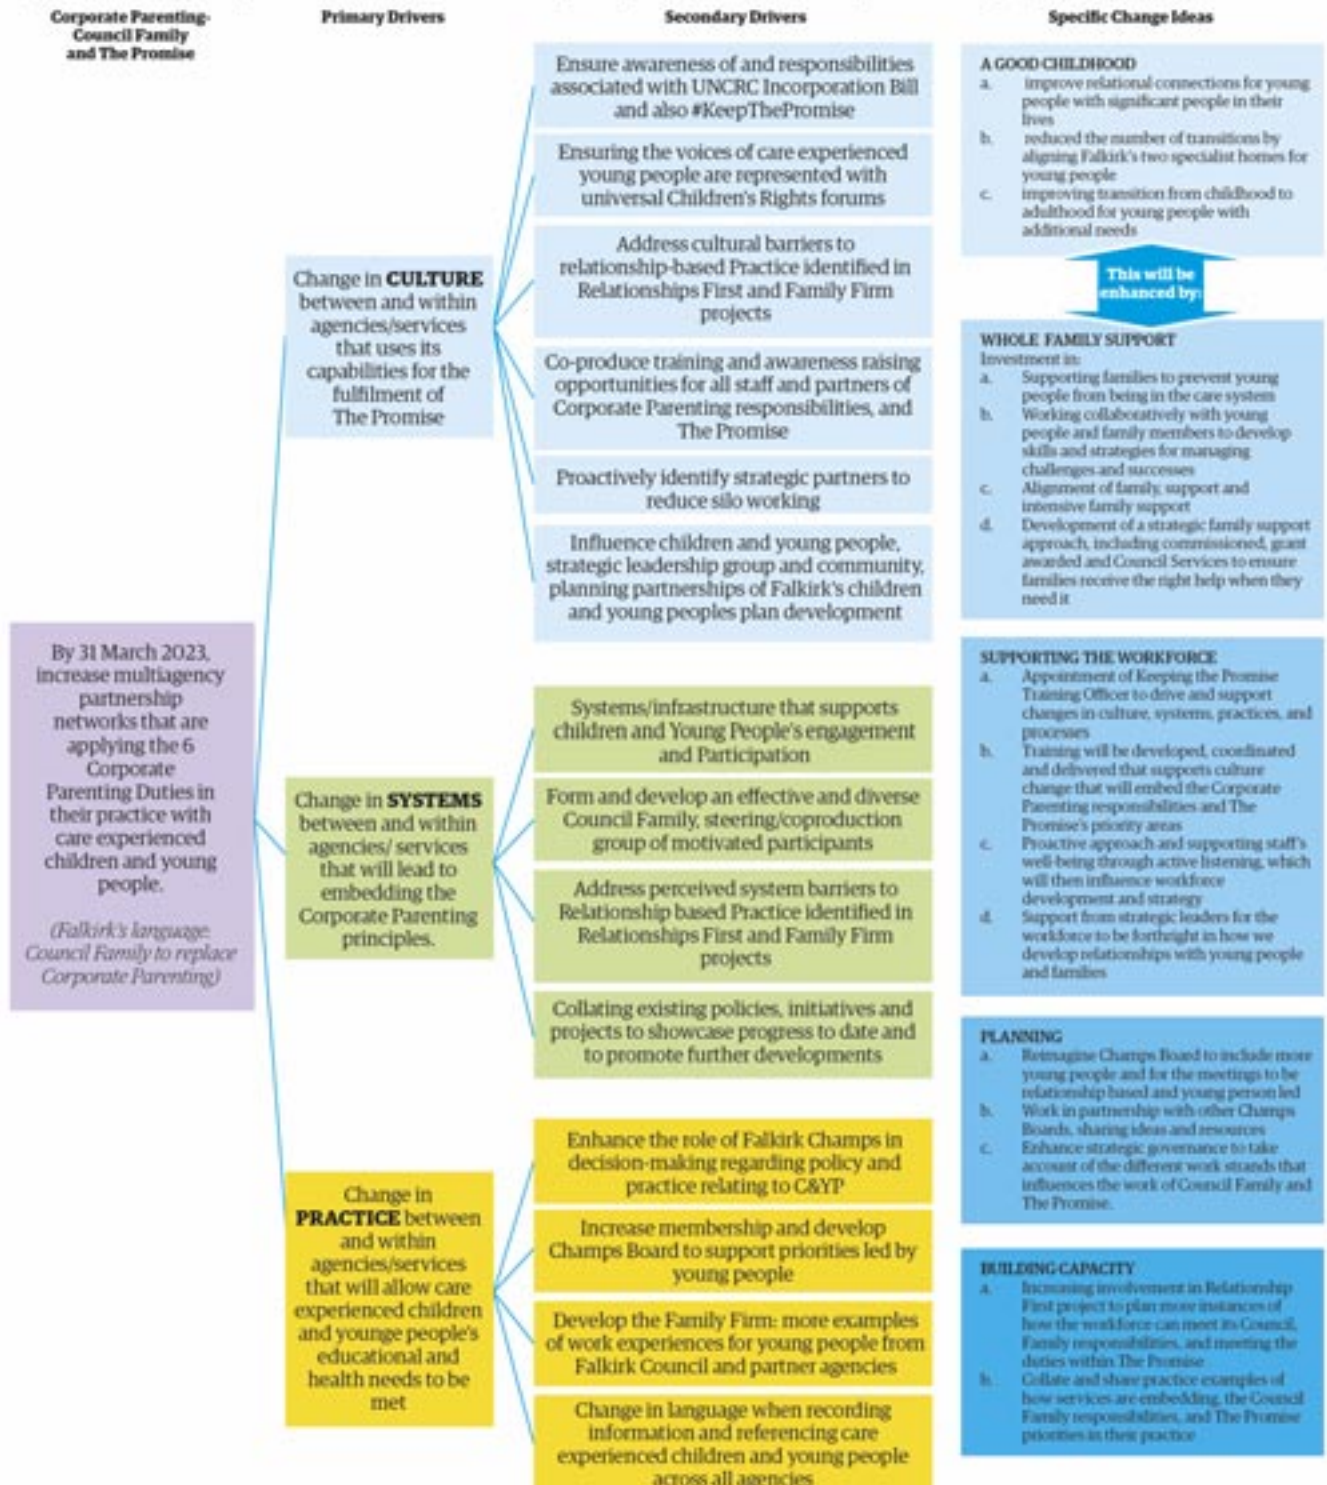 Corporate Parenting-
Council Family
and The Promise
Primary Drivers
Secondary Drivers
Specific Change Ideas
By 31 March 2023,
increase multiagency
partnership
networks that are
applying the 6
Corporate
Parenting Duties in
their practice with
care experienced
children and young
people.
(Falkirk's language:
Council Family to replace
Corporate Parenting)
Change in CULTURE
between and within
agencies/services
that uses its
capabilities for the
fulfilment of
The Promise
Ensure awareness of and responsibilities
associated with UNCRC Incorporation Bill
and also #KeepThePromise
Ensuring the voices of care experienced
young people are represented with
universal Children's Rights forums
Address cultural barriers to
relationship-based Practice identified in
Relationships First and Family Firm
projects
Co-produce training and awareness raising
opportunities for all staff and partners of
Corporate Parenting responsibilities, and
The Promise
Proactively identify strategic partners to
reduce silo working
Influence children and young people,
strategic leadership group and community,
planning partnerships of Falkirk's children
and young peoples plan development
Change in SYSTEMS
between and within
agencies/ services
that will lead to
embedding the
Corporate Parenting
principles.
Systems/infrastructure that supports
children and Young People's engagement
and Participation
Form and develop an effective and diverse
Council Family, steering/coproduction
group of motivated participants
Address perceived system barriers to
Relationship based Practice identified in
Relationships First and Family Firm
projects
Collating existing policies, initiatives and
projects to showcase progress to date and
to promote further developments
Change in
PRACTICE between
and within
agencies/services
that will allow care
experienced children
and younge people's
educational and
health needs to be
met
Enhance the role of Falkirk Champs in
decision-making regarding policy and
practice relating to C&YP
Increase membership and develop
Champs Board to support priorities led by
young people
Develop the Family Firm: more examples
of work experiences for young people from
Falkirk Council and partner agencies
Change in language when recording
information and referencing care
experienced children and young people
across all agencies
A GOOD CHILDHOOD
a. improve relational connections for young
people with significant people in their
lives
b. reduced the number of transitions by
aligning Falkirk's two specialist homes for
young people
c. improving transition from childhood to
adulthood for young people with
additional needs
This will be
enhanced by:
WHOLE FAMILY SUPPORT
Investment in:
a. Supporting families to prevent young
people from being in the care system
b. Working collaboratively with young
people and family members to develop
skills and strategies for managing
challenges and successes
c. Alignment of family, support and
intensive family support
d. Development of a strategic family support
approach, including commissioned, grant
awarded and Council Services to ensure
families receive the right help when they
need it
SUPPORTING THE WORKFORCE
a. Appointment of Keeping the Promise
Training Officer to drive and support
changes in culture, systems, practices, and
processes
b. Training will be developed, coordinated
and delivered that supports culture
change that will embed the Corporate
Parenting responsibilities and The
Promise's priority areas
c. Proactive approach and supporting staff's
well-being through active listening, which
will then influence workforce
development and strategy
d. Support from strategic leaders for the
workforce to be forthright in how we
develop relationships with young people
and families
PLANNING
a. Reimagine Champs Board to include more
young people and for the meetings to be
relationship based and young person led
b. Work in partnership with other Champs
Boards, sharing ideas and resources
c. Enhance strategic governance to take
account of the different work strands that
influences the work of Council Family and
The Promise.
BUILDING CAPACITY
a. Increasing involvement in Relationship
First project to plan more instances of
how the workforce can meet its Council,
Family responsibilities, and meeting the
duties within The Promise
b. Collate and share practice examples of
how services are embedding, the Council
Family responsibilities, and The Promise
priorities in their practice